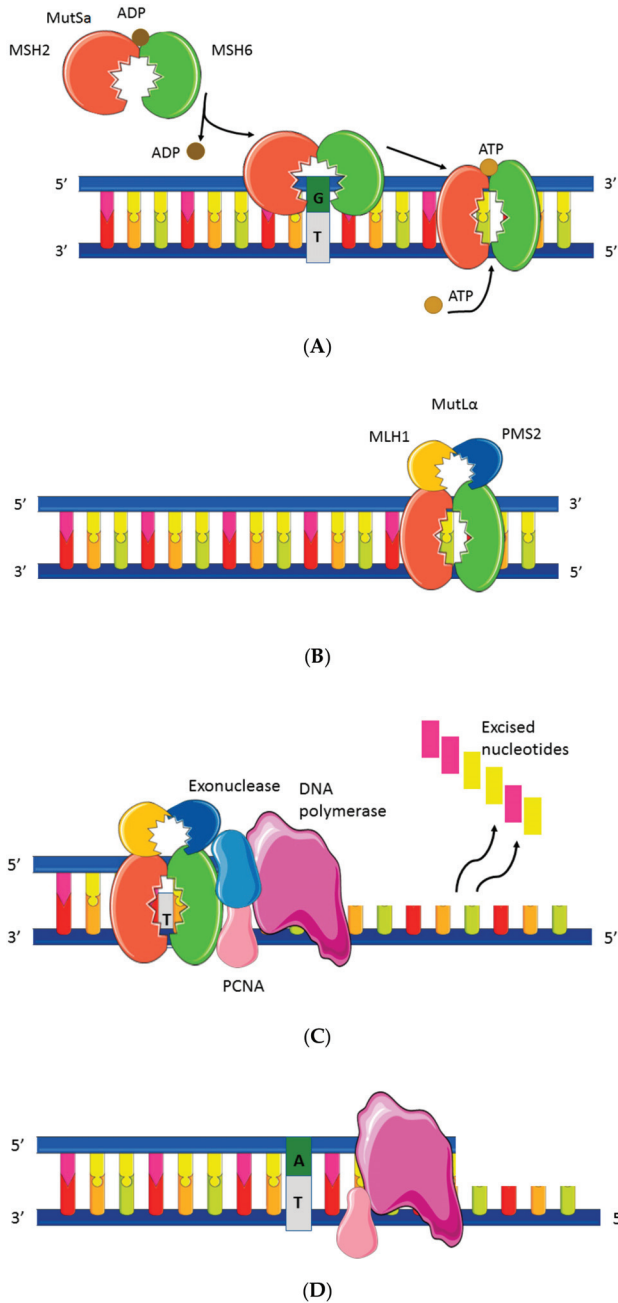 MutSa
ADP
MSH2
MSH6
ADP
ATP
5’
3’
G
T
3’
5’
ATP
(A)
MutLα
MLH1
PMS2
5’
3’
3’
5’
(B)
Excised
nucleotides
Exonuclease
DNA
polymerase
5’
T
3’
5’
PCNA
(C)
5’
A
T
3’
5
(D)